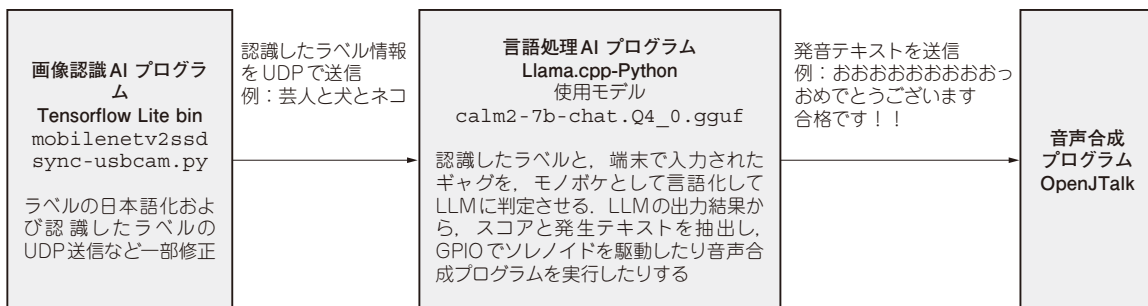 画像認識AI プログラ
ム
Tensorflow Lite bin
mobilenetv2ssd
sync-usbcam.py
ラベルの日本語化およ
び認識したラベルの
UDP送信など一部修正
認識したラベル情報
をUDPで送信
例：芸人と犬とネコ
言語処理AI プログラム
Llama.cpp-Python
使用モデル
calm2-7b-chat.Q4_0.gguf
認識したラベルと，端末で入力された
ギャグを，モノボケとして言語化して
LLMに判定させる．LLMの出力結果か
ら，スコアと発生テキストを抽出し，
GPIOでソレノイドを駆動したり音声合
成プログラムを実行したりする
発音テキストを送信
例：おおおおおおおおおおっ
おめでとうございます
合格です！！
音声合成
プログラム
OpenJTalk